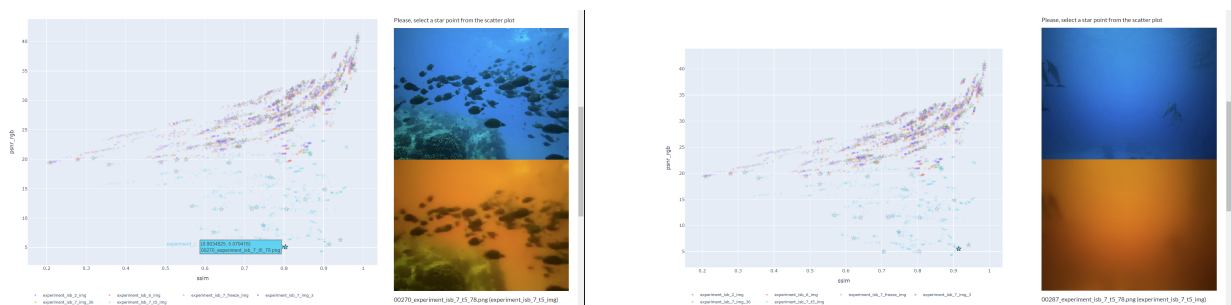 Please, select a star point from the scatter plot
40
35
30
25
20
15
10
5
psnr_rgb
0.2 0.3 0.4 0.5 0.6 0.7 0.8 0.9 1
ssim
00270_experiment_isb_7_t5_78.png
experiment_isb_2_img experiment_isb_6_img experiment_isb_7_freeze_img experiment_isb_7_img_3
experiment_isb_7_img_36 experiment_isb_7_t5_img
00270_experiment_isb_7_t5_78.png (experiment_isb_7_t5_img)
Please, select a star point from the scatter plot
40
35
30
25
20
15
10
5
psnr_rgb
0.2 0.3 0.4 0.5 0.6 0.7 0.8 0.9 1
ssim
experiment_isb_2_img experiment_isb_6_img experiment_isb_7_freeze_img experiment_isb_7_img_3
experiment_isb_7_img_36 experiment_isb_7_t5_img
00287_experiment_isb_7_t5_78.png (experiment_isb_7_t5_img)